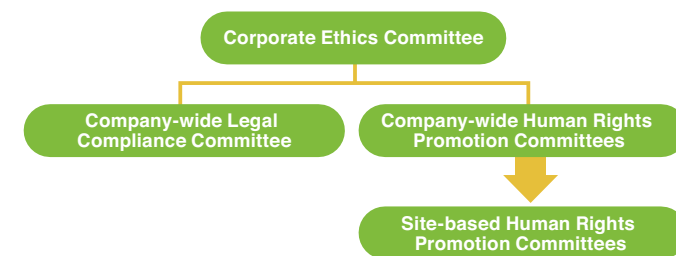 Corporate Ethics Committee
Company-wide Legal
Compliance Committee
Company-wide Human Rights
Promotion Committees
Site-based Human Rights
Promotion Committees